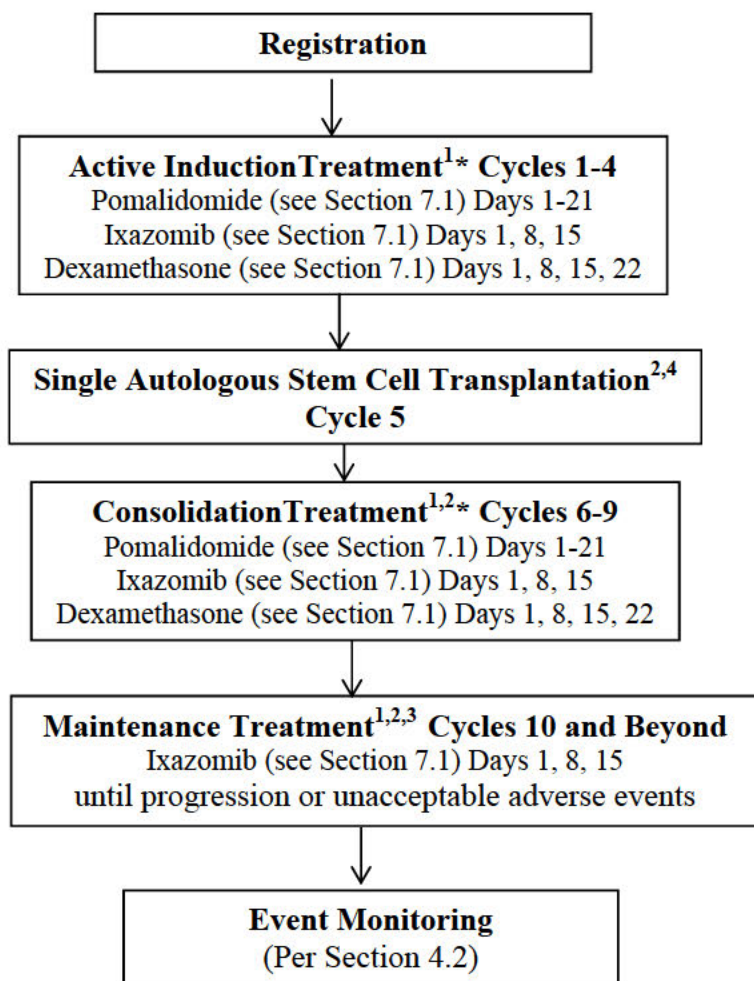 Registration
Active InductionTreatment1* Cycles 1-4
Pomalidomide (see Section 7.1) Days 1-21
Ixazomib (see Section 7.1) Days 1, 8, 15
Dexamethasone (see Section 7.1) Days 1, 8, 15, 22
Single Autologous Stem Cell Transplantation2,4
Cycle 5
ConsolidationTreatment1,2* Cycles 6-9
Pomalidomide (see Section 7.1) Days 1-21
Ixazomib (see Section 7.1) Days 1, 8, 15
Dexamethasone (see Section 7.1) Days 1, 8, 15, 22
Maintenance Treatment1,2,3 Cycles 10 and Beyond
Ixazomib (see Section 7.1) Days 1, 8, 15
until progression or unacceptable adverse events
Event Monitoring
(Per Section 4.2)